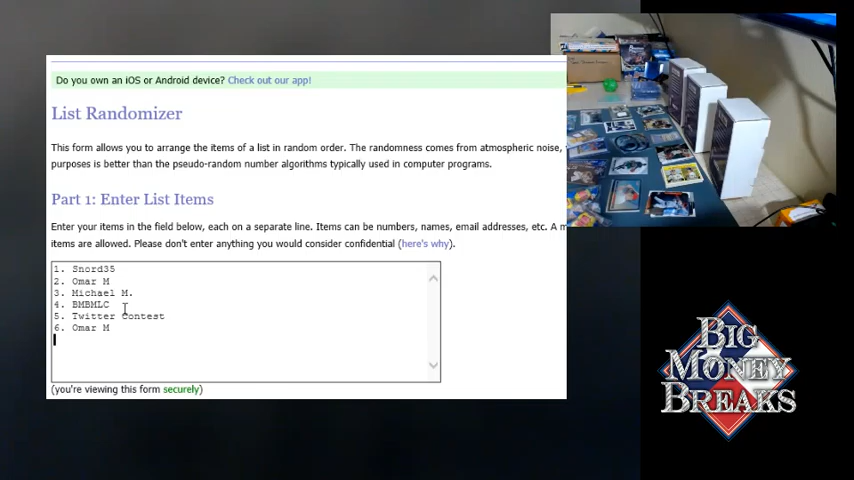 Do you own an iOS or Android device? Check out our app!
List Randomizer
This form allows you to arrange the items of a list in random order. The randomness comes from atmospheric noise,
purposes is better than the pseudo-random number algorithms typically used in computer programs.
Part 1: Enter List Items
Enter your items in the field below, each on a separate line. Items can be numbers, names, email addresses, etc. A m
items are allowed. Please don't enter anything you would consider confidential (here's why).
1. Snord35
2. Omar M
3. Michael M.
4. BMBMLC
5. Twitter Contest
6. Omar M
(you're viewing this form securely)
BIG
MONEY
BREAKS